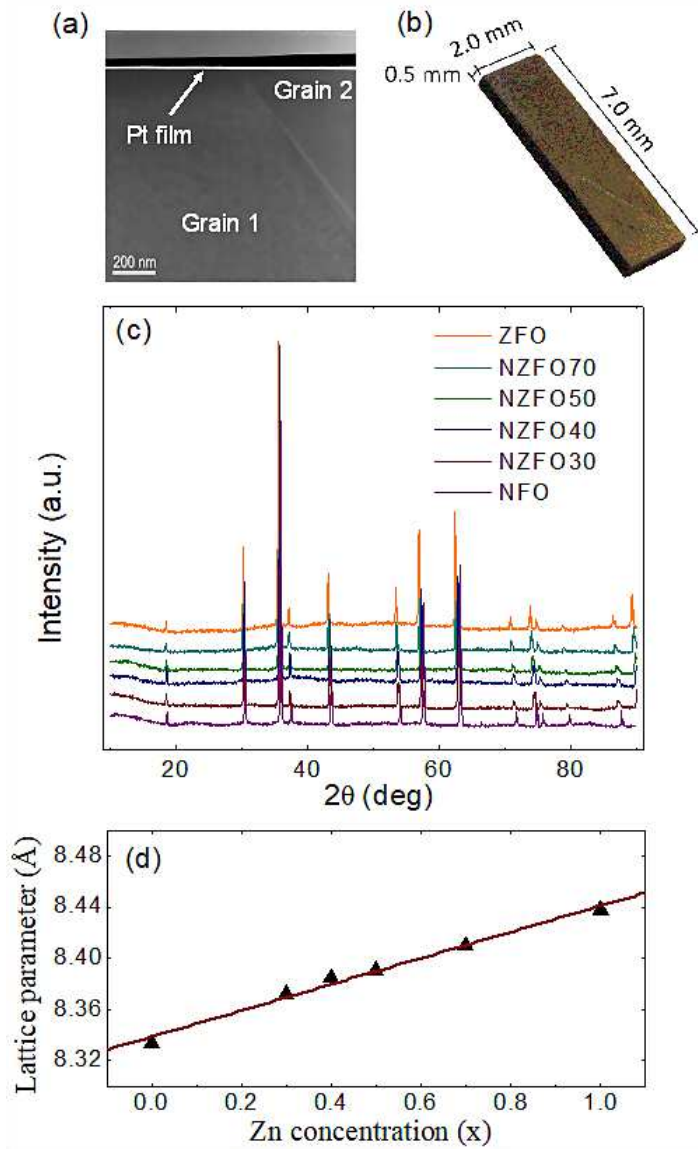 (a)
Grain 2
Pt film
Grain 1
200 nm
(b)
2.0 mm
0.5 mm
7.0 mm
(c)
ZFO
NZFO70
NZFO50
NZFO40
NZFO30
NFO
Intensity (a.u.)
20 40 60 80
2θ (deg)
(d)
Lattice parameter (Å)
8.48
8.44
8.40
8.36
8.32
0.0 0.2 0.4 0.6 0.8 1.0
Zn concentration (x)